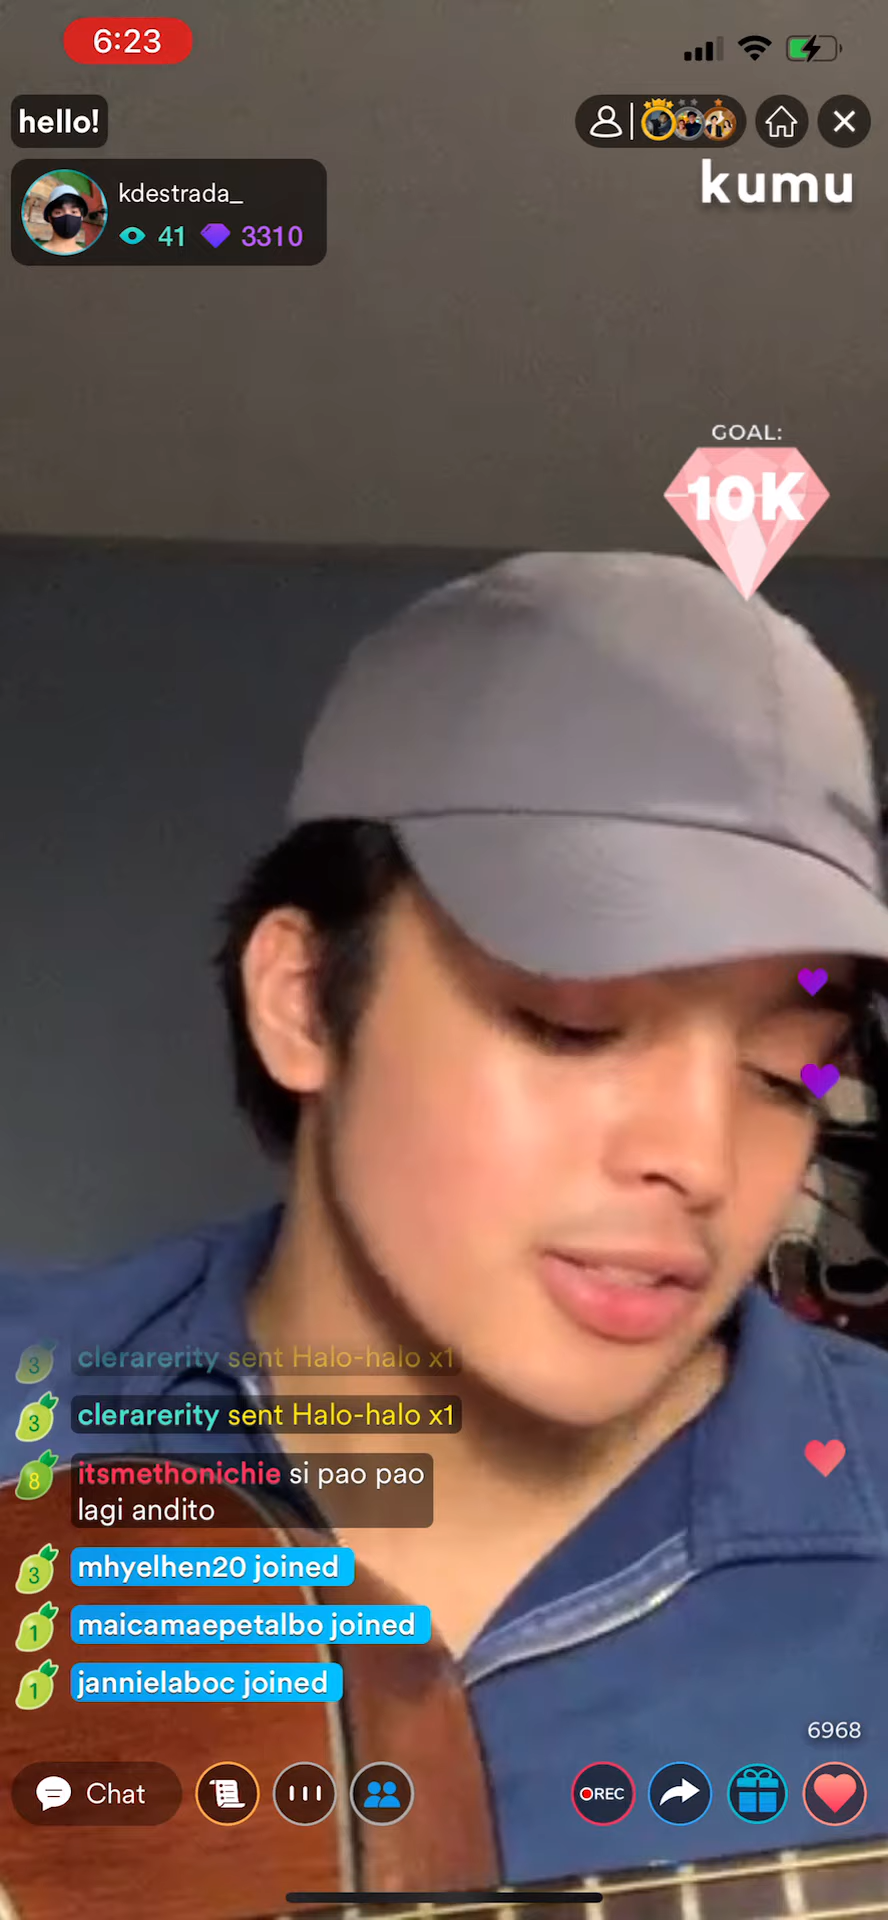 6:23
hello!
kumu
kdestrada_
41 3310
GOAL:
10K
3 clerarerity sent Halo-halo x1
3 clerarerity sent Halo-halo x1
8 itsmethonichie si pao pao
lagi andito
3 mhyelhen20 joined
1 maicamaepetalbo joined
1 jannielaboc joined
6968
Chat
REC